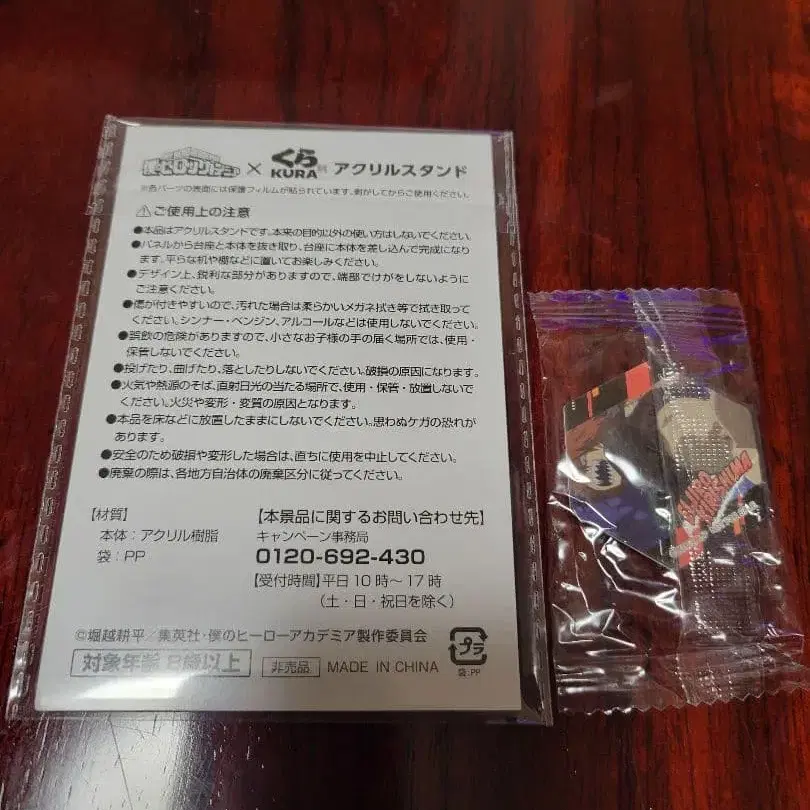 僕のヒーローアカデミア × くら KURA アクリルスタンド
※各パーツの表面には保護フィルムが貼られています。剥がしてからご使用ください。
⚠ご使用上の注意
●本品はアクリルスタンドです。本来の目的以外の使い方はしないでください。
●パネルから台座と本体を抜き取り、台座に本体を差し込んで完成になり
ます。平らな机や棚などに置いてお楽しみください。
●デザイン上、鋭利な部分がありますので、端部でけがをしないように
ご注意ください。
●傷が付きやすいので、汚れた場合は柔らかいメガネ拭き等で拭き取って
ください。シンナー・ベンジン、アルコールなどは使用しないでください。
●誤飲の危険がありますので、小さなお子様の手の届く場所では、使用・
保管しないでください。
●投げたり、曲げたり、落としたりしないでください。破損の原因になります。
●火気や熱源のそば、直射日光の当たる場所で、使用・保管・放置しないで
ください。火災や変形・変質の原因となります。
●本品を床などに放置したままにしないでください。思わぬケガの恐れが
あります。
●安全のため破損や変形した場合は、直ちに使用を中止してください。
●廃棄の際は、各地方自治体の廃棄区分に従ってください。
【材質】
本体：アクリル樹脂
袋：PP
【本景品に関するお問い合わせ先】
キャンペーン事務局
0120-692-430
【受付時間】平日10時～17時
（土・日・祝日を除く）
©堀越耕平／集英社・僕のヒーローアカデミア製作委員会
対象年齢 8歳以上 非売品 MADE IN CHINA
プラ
袋:PP